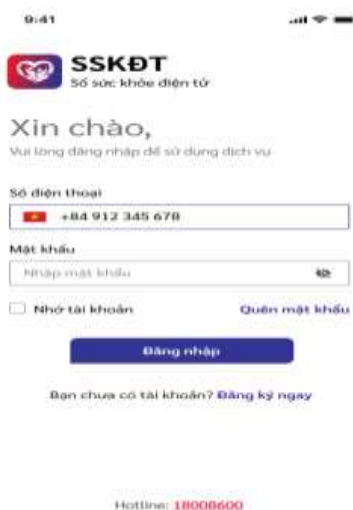 9:41
SSKĐT
Sổ sức khỏe điện tử
Xin chào,
Vui lòng đăng nhập để sử dụng dịch vụ
Số điện thoại
+84 912 345 678
Mật khẩu
Nhập mật khẩu
Nhớ tài khoản
Quên mật khẩu
Đăng nhập
Bạn chưa có tài khoản? Đăng ký ngay
Hotline: 18008600